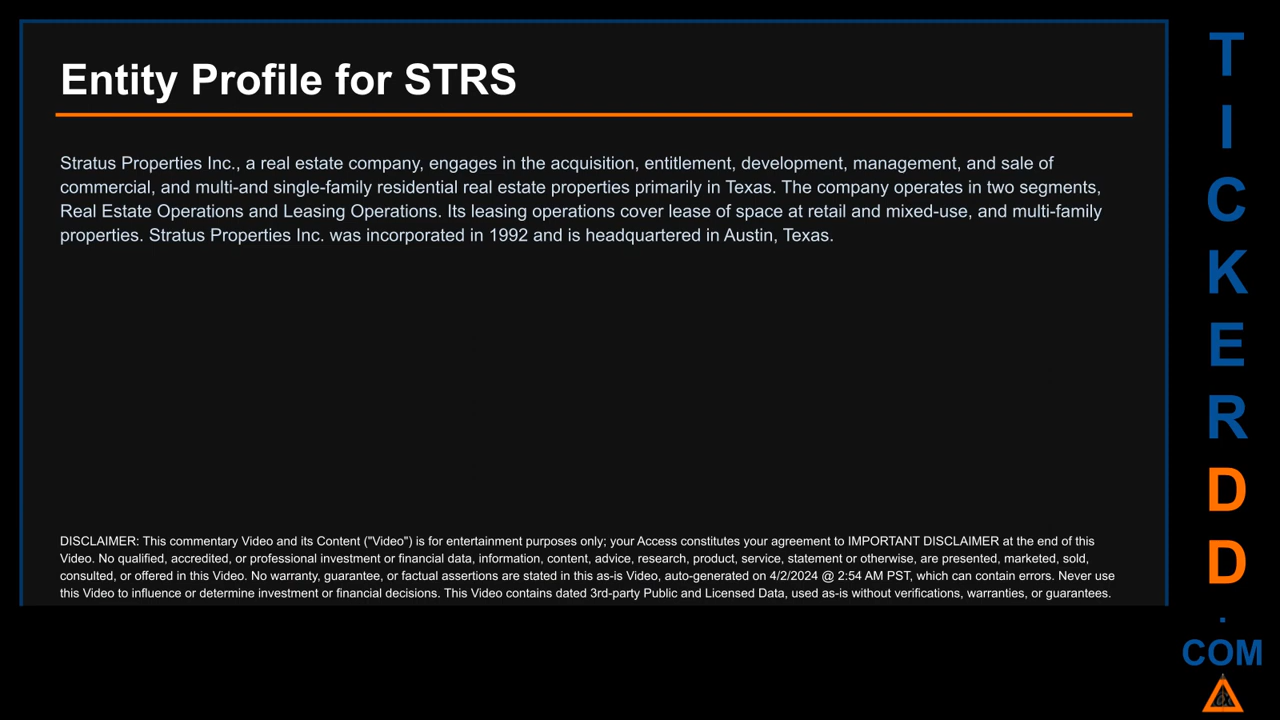 Entity Profile for STRS
Stratus Properties Inc., a real estate company, engages in the acquisition, entitlement, development, management, and sale of
commercial, and multi-and single-family residential real estate properties primarily in Texas. The company operates in two segments,
Real Estate Operations and Leasing Operations. Its leasing operations cover lease of space at retail and mixed-use, and multi-family
properties. Stratus Properties Inc. was incorporated in 1992 and is headquartered in Austin, Texas.
DISCLAIMER: This commentary Video and its Content ("Video") is for entertainment purposes only; your Access constitutes your agreement to IMPORTANT DISCLAIMER at the end of this
Video. No qualified, accredited, or professional investment or financial data, information, content, advice, research, product, service, statement or otherwise, are presented, marketed, sold,
consulted, or offered in this Video. No warranty, guarantee, or factual assertions are stated in this as-is Video, auto-generated on 4/2/2024 @ 2:54 AM PST, which can contain errors. Never use
this Video to influence or determine investment or financial decisions. This Video contains dated 3rd-party Public and Licensed Data, used as-is without verifications, warranties, or guarantees.
T
I
C
K
E
R
D
D
.
COM